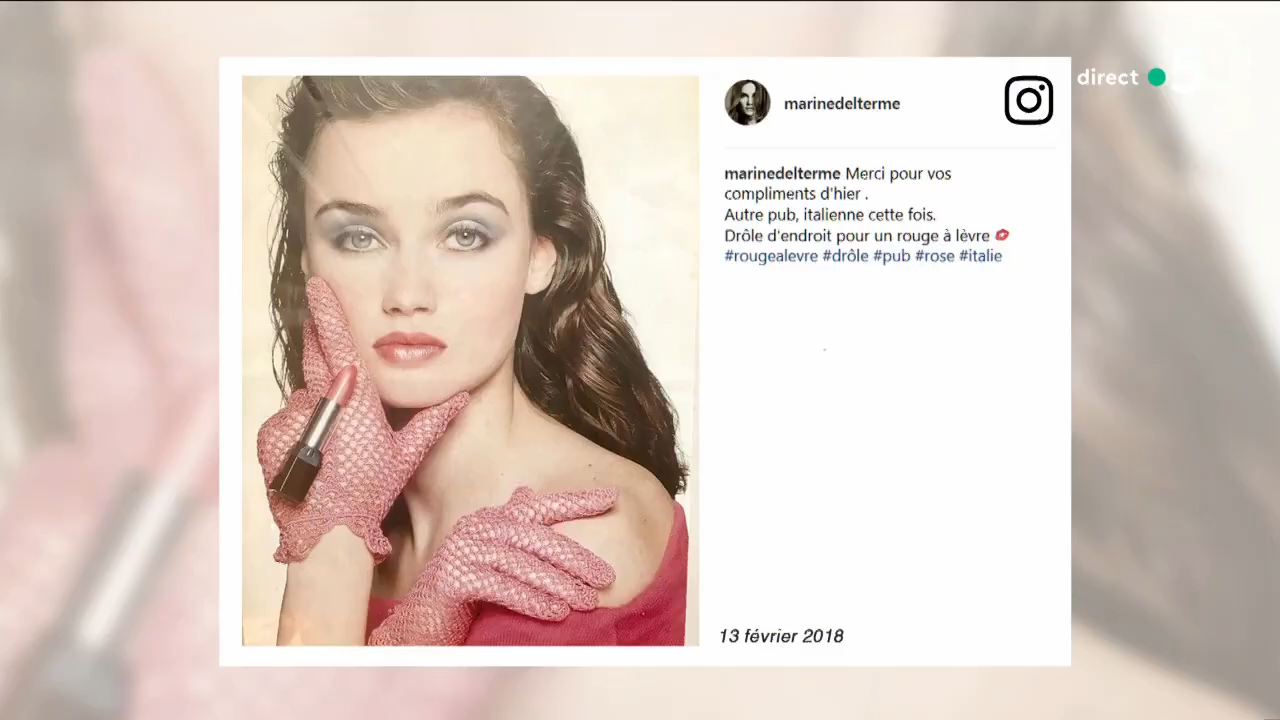 direct
marinedelterme
marinedelterme Merci pour vos
compliments d'hier .
Autre pub, italienne cette fois.
Drôle d'endroit pour un rouge à lèvre 💋
#rougealevre #drôle #pub #rose #italie
13 février 2018